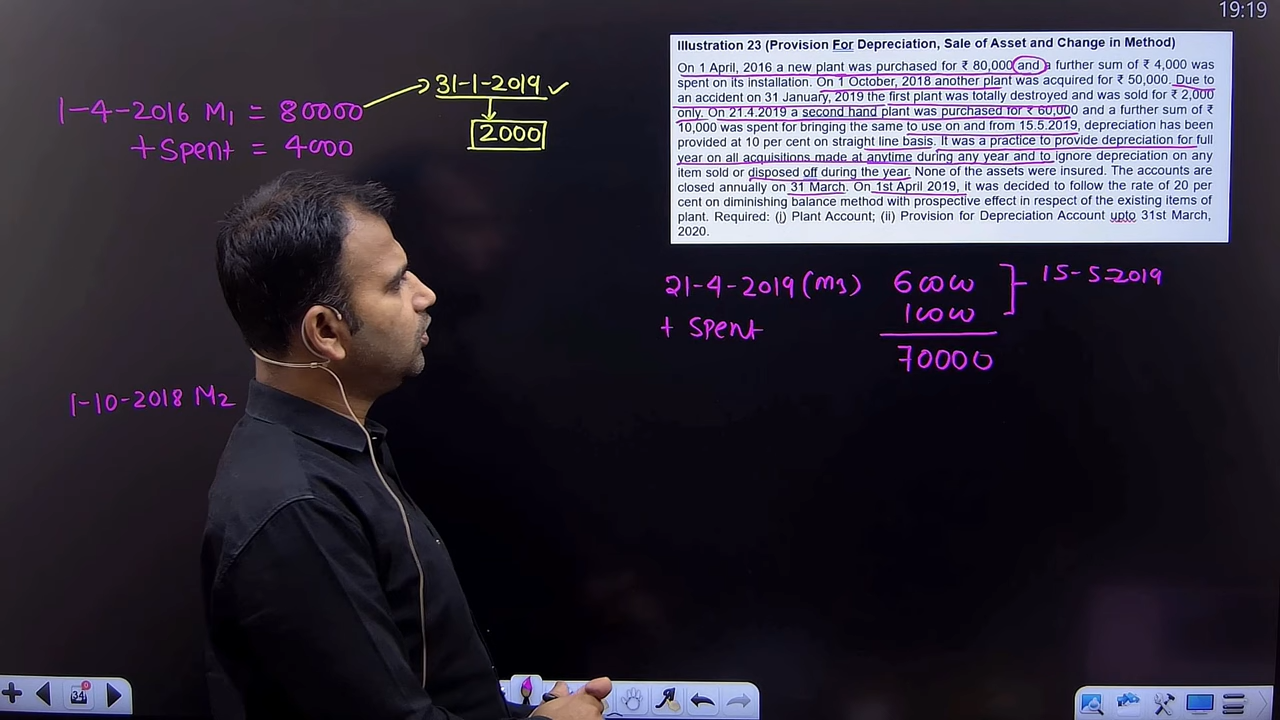 19:19
Illustration 23 (Provision For Depreciation, Sale of Asset and Change in Method)
On 1 April, 2016 a new plant was purchased for ₹ 80,000 and a further sum of ₹ 4,000 was
spent on its installation. On 1 October, 2018 another plant was acquired for ₹ 50,000. Due to
an accident on 31 January, 2019 the first plant was totally destroyed and was sold for ₹ 2,000
only. On 21.4.2019 a second hand plant was purchased for ₹ 60,000 and a further sum of ₹
10,000 was spent for bringing the same to use on and from 15.5.2019, depreciation has been
provided at 10 per cent on straight line basis. It was a practice to provide depreciation for full
year on all acquisitions made at anytime during any year and to ignore depreciation on any
item sold or disposed off during the year. None of the assets were insured. The accounts are
closed annually on 31 March. On 1st April 2019, it was decided to follow the rate of 20 per
cent on diminishing balance method with prospective effect in respect of the existing items of
plant. Required: (i) Plant Account; (ii) Provision for Depreciation Account upto 31st March,
2020.
1-4-2016 M1 = 80000
31-1-2019 ✓
+ Spent = 4000
2000
21-4-2019 (M3) 60000
15-5-2019
+ Spent 10000
70000
1-10-2018 M2
34
0